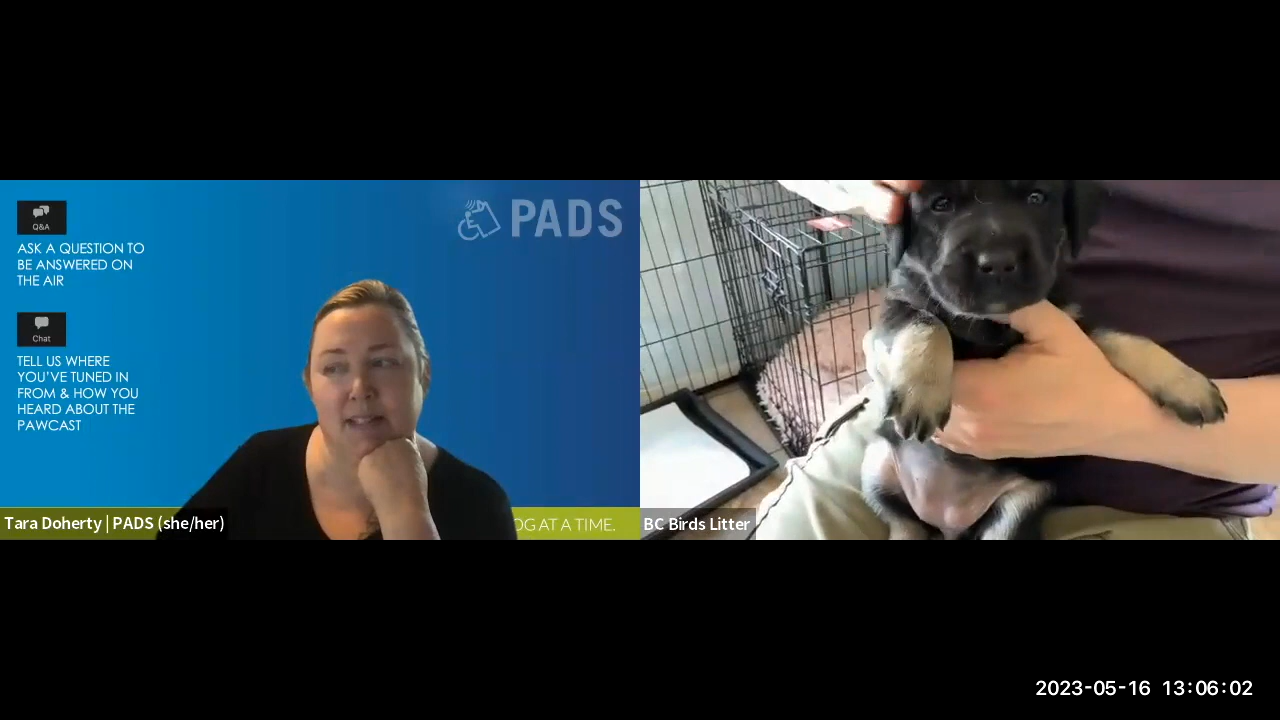 Q&A
ASK A QUESTION TO
BE ANSWERED ON
THE AIR
Chat
TELL US WHERE
YOU'VE TUNED IN
FROM & HOW YOU
HEARD ABOUT THE
PAWCAST
PADS
Tara Doherty | PADS (she/her)
OG AT A TIME.
BC Birds Litter
2023-05-16 13:06:02